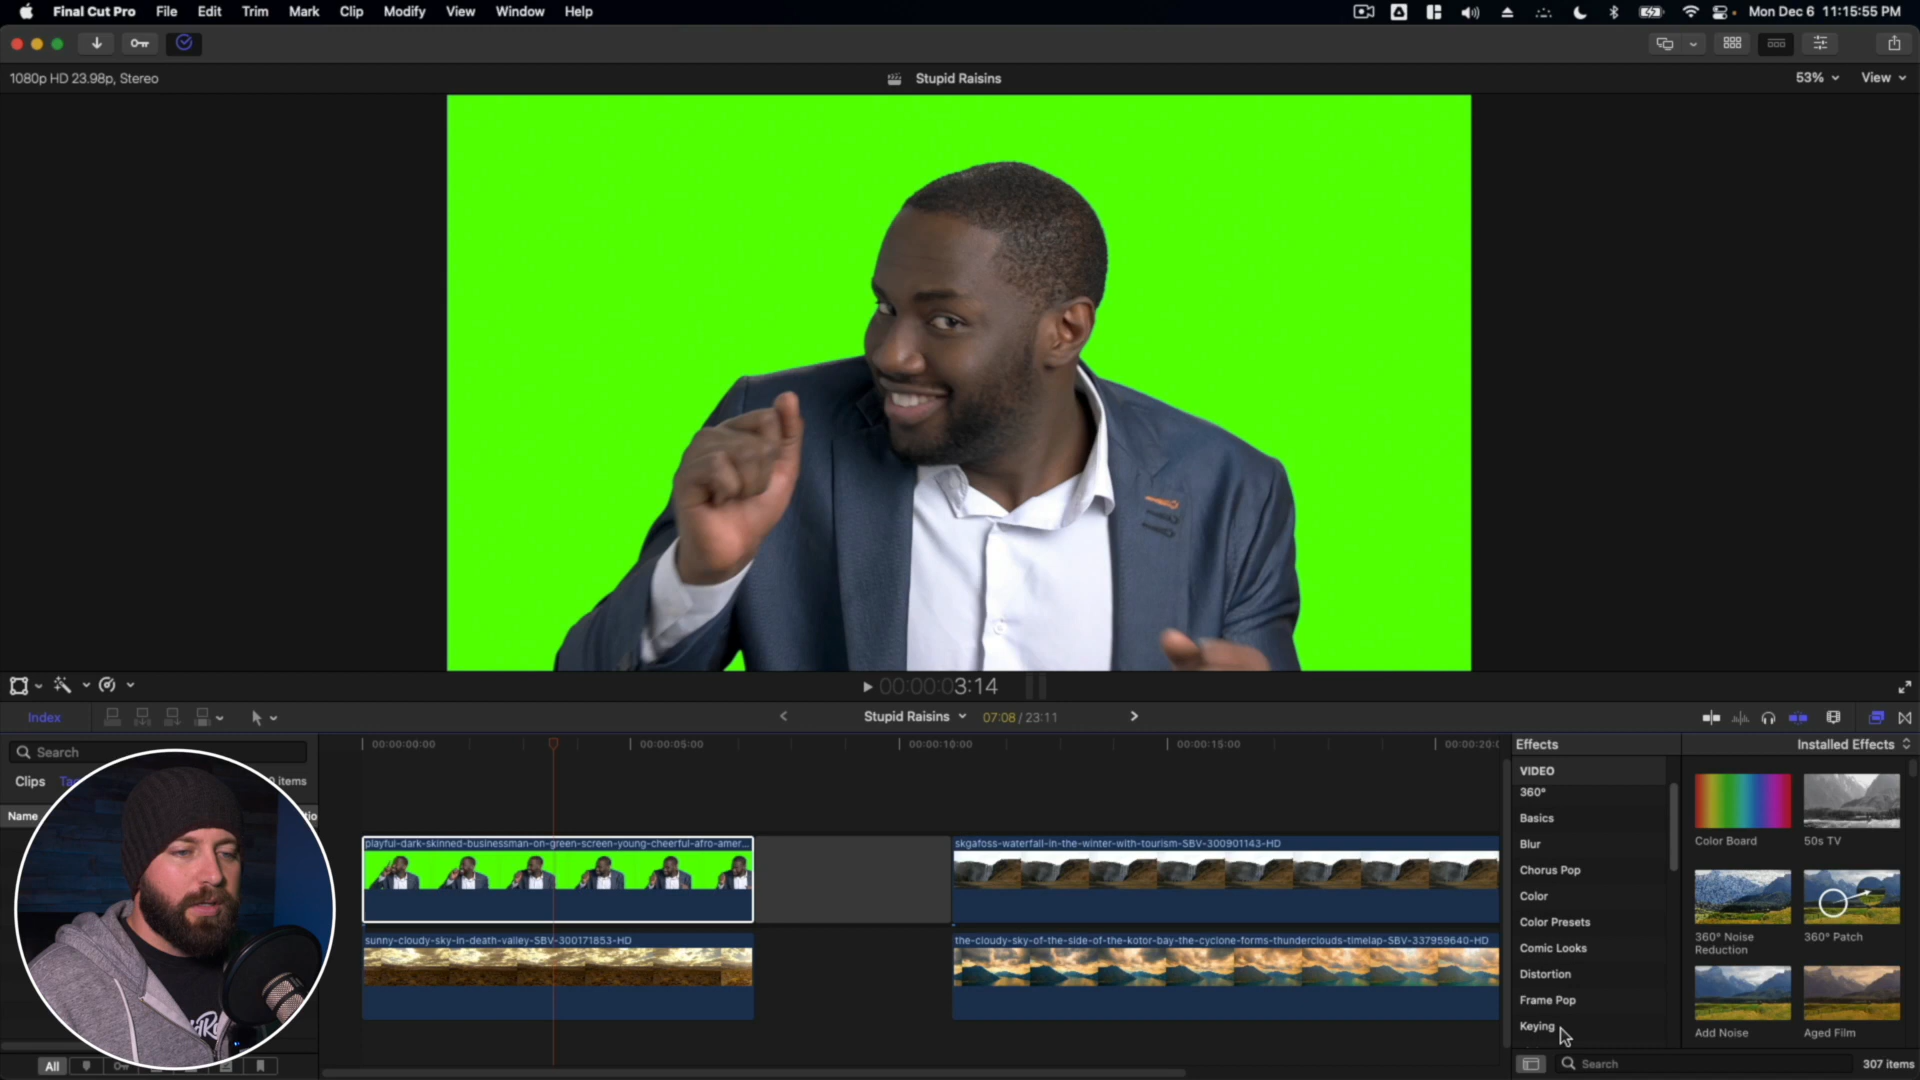 Final Cut Pro File Edit Trim Mark Clip Modify View Window Help Mon Dec 6 11:15:55 PM
1080p HD 23.98p, Stereo Stupid Raisins 53% View
00:00:03:14
Index Stupid Raisins 07:08 / 23:11
Search 00:00:00:00 00:00:05:00 00:00:10:00 00:00:15:00 Effects Installed Effects
Clips items
Name
VIDEO
360°
Basics
Blur
Chorus Pop
Color
Color Presets
Comic Looks
Distortion
Frame Pop
Keying
Color Board 50s TV
360° Noise Reduction 360° Patch
Add Noise Aged Film
playful-dark-skinned-businessman-on-green-screen-young-cheerful-afro-amer...
skgafoss-waterfall-in-the-winter-with-tourism-SBV-300901143-HD
sunny-cloudy-sky-in-death-valley-SBV-300171853-HD
the-cloudy-sky-of-the-side-of-the-kotor-bay-the-cyclone-forms-thunderclouds-timelap-SBV-337959640-HD
All Search 307 items